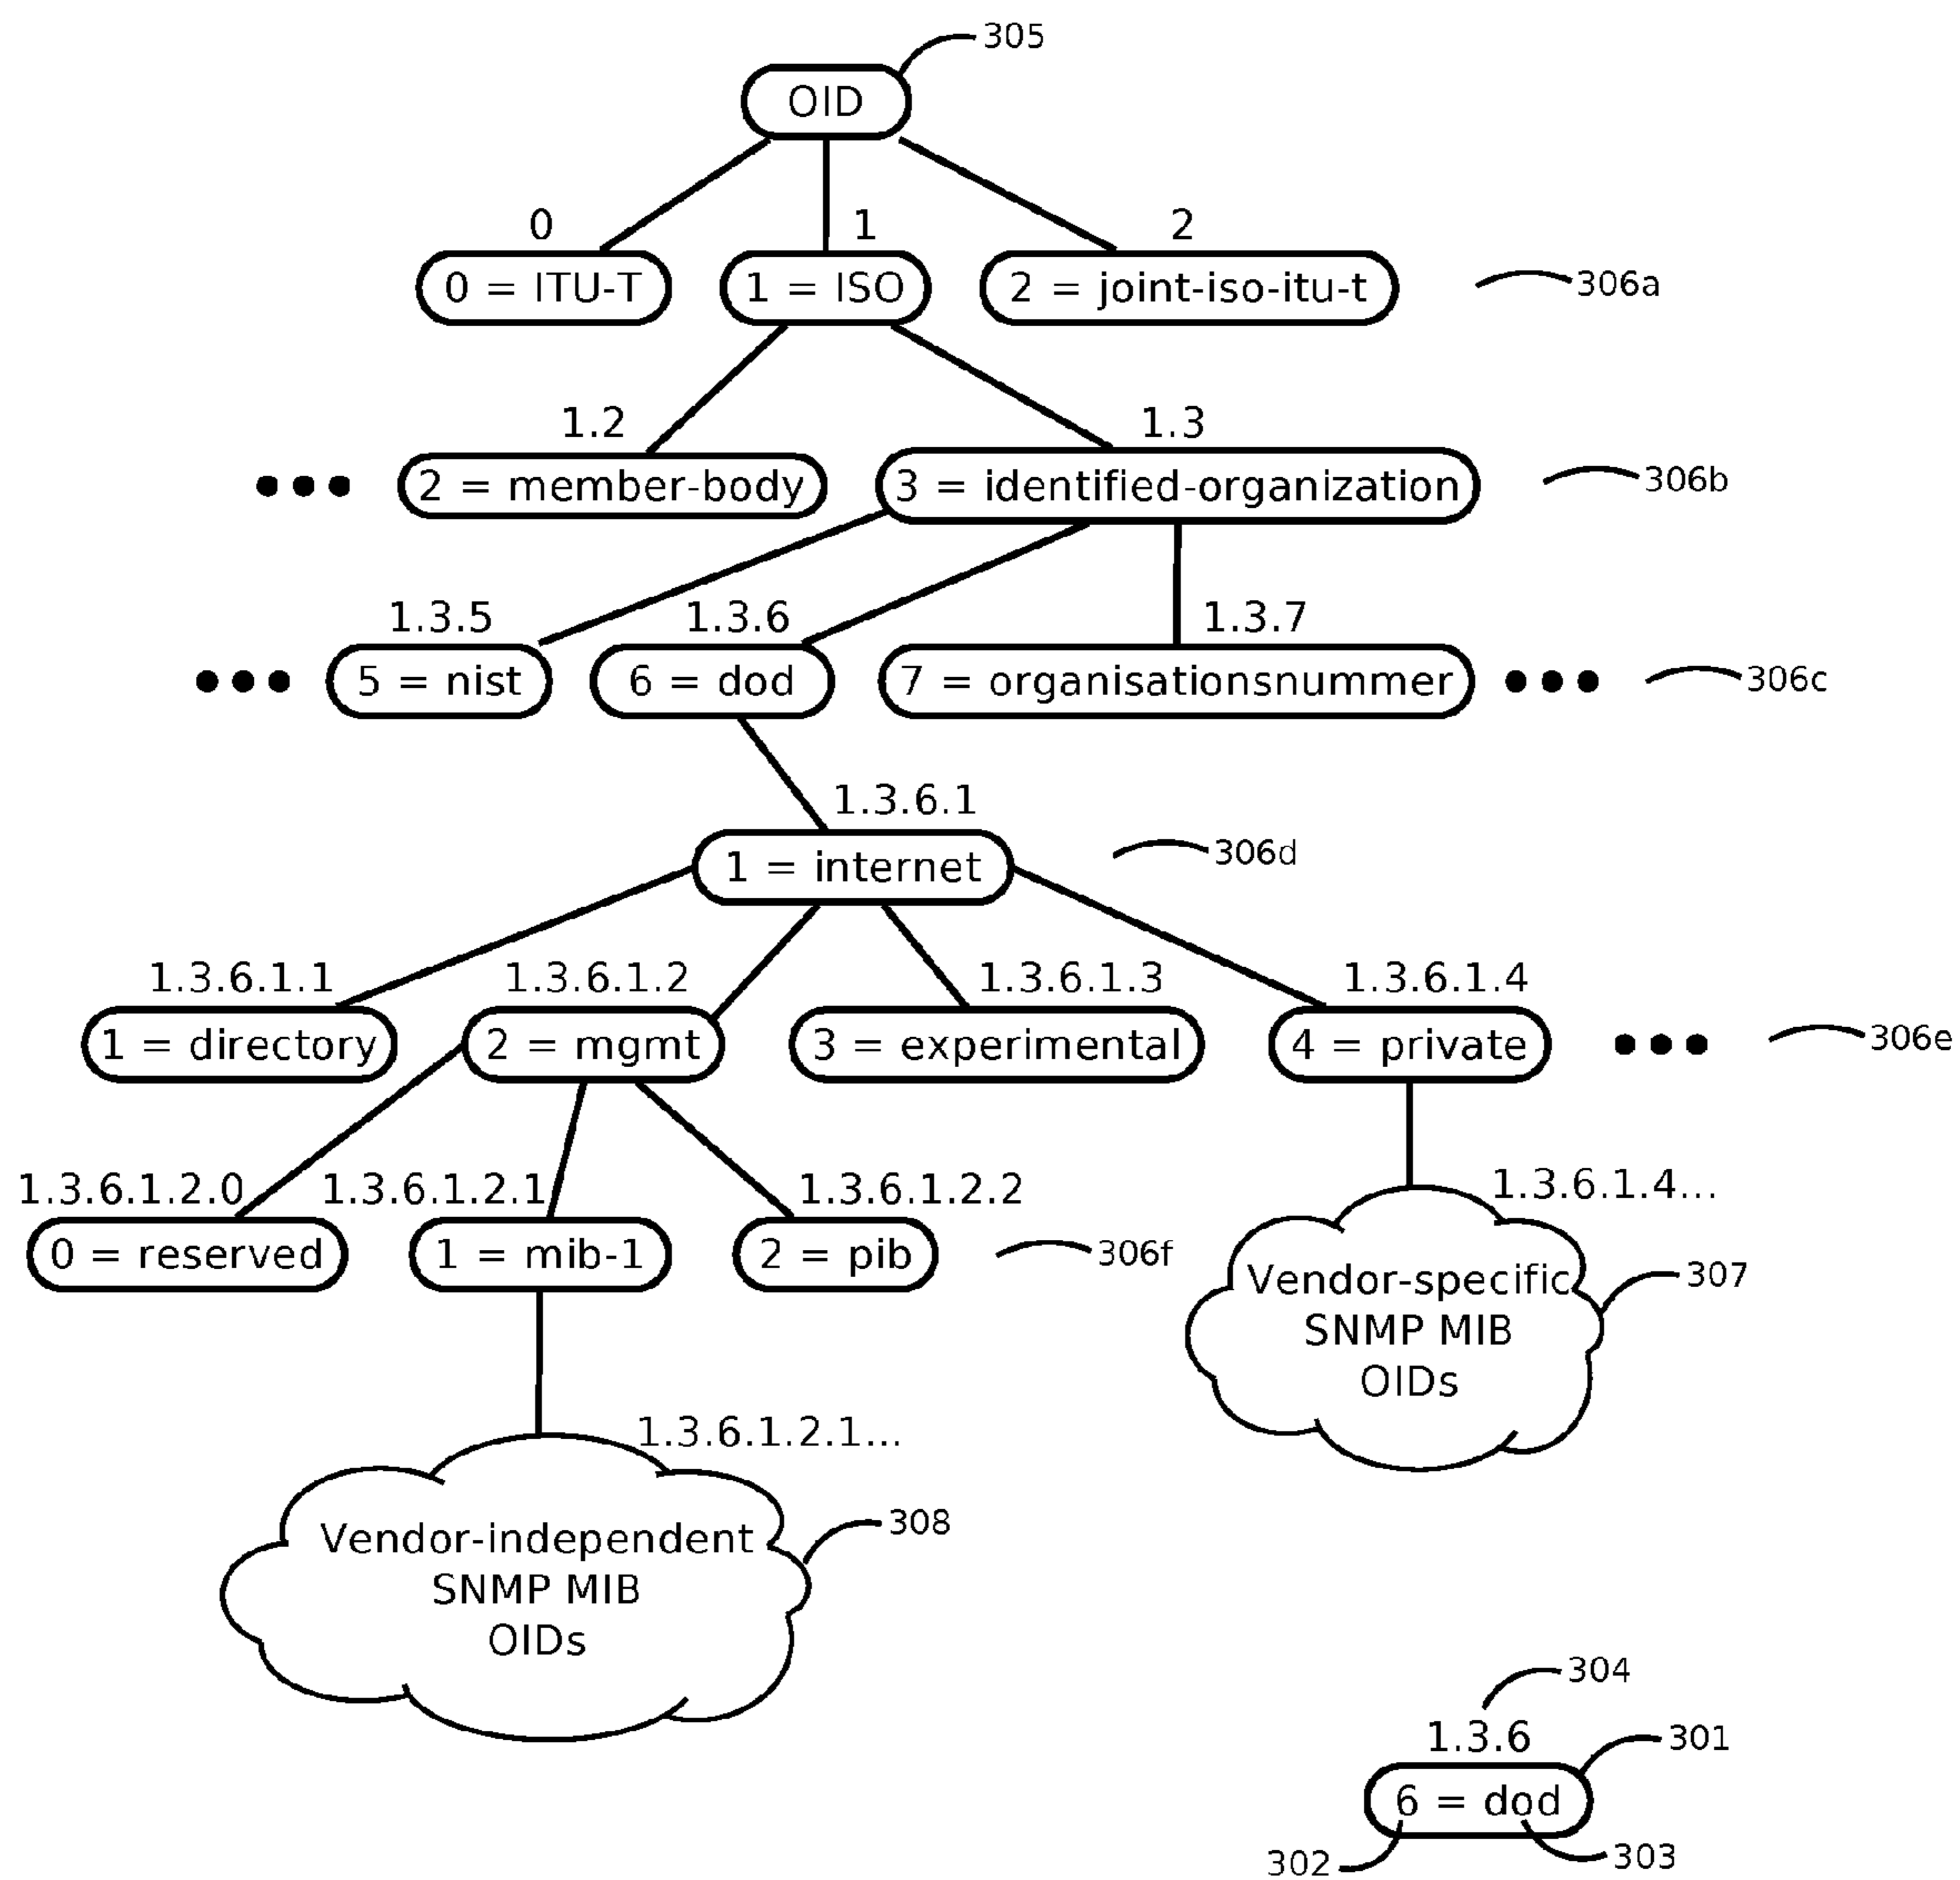 305
OID
0 1 2
0 = ITU-T 1 = ISO 2 = joint-iso-itu-t 306a
1.2 1.3
2 = member-body 3 = identified-organization 306b
1.3.5 1.3.6 1.3.7
5 = nist 6 = dod 7 = organisationsnummer 306c
1.3.6.1
1 = internet 306d
1.3.6.1.1 1.3.6.1.2 1.3.6.1.3 1.3.6.1.4
1 = directory 2 = mgmt 3 = experimental 4 = private 306e
1.3.6.1.2.0 1.3.6.1.2.1 1.3.6.1.2.2 1.3.6.1.4...
0 = reserved 1 = mib-1 2 = pib 306f
Vendor-specific 307
SNMP MIB
OIDs
1.3.6.1.2.1...
Vendor-independent 308
SNMP MIB
OIDs
304
1.3.6 301
6 = dod
302 303